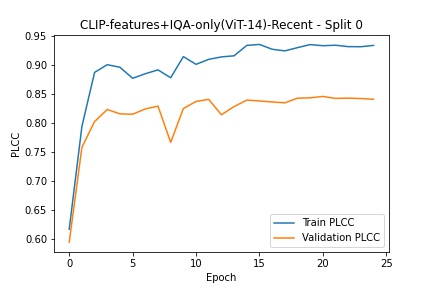 CLIP-features+IQA-only(ViT-14)-Recent - Split 0
0.95
0.90
0.85
0.80
0.75
0.70
0.65
0.60
PLCC
0
5
10
15
20
25
Epoch
Train PLCC
Validation PLCC